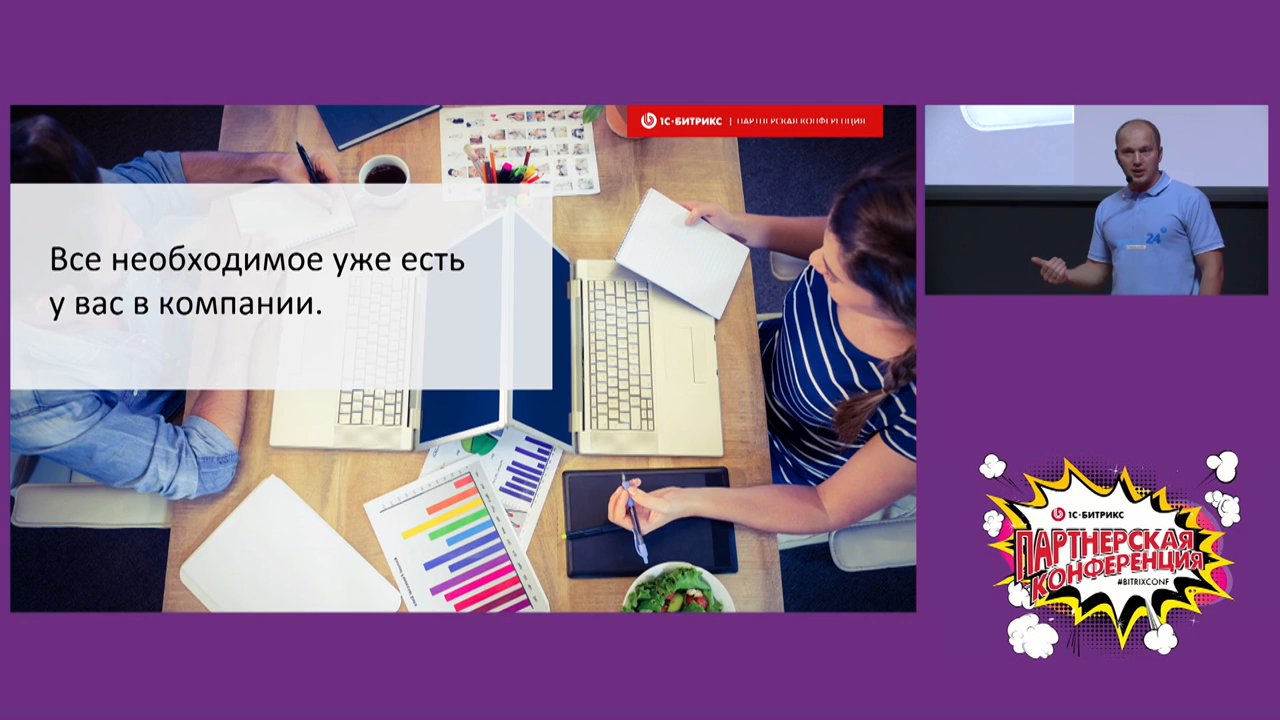 1С-БИТРИКС | ПАРТНЕРСКАЯ КОНФЕРЕНЦИЯ
Все необходимое уже есть
у вас в компании.
24
1С-БИТРИКС
ПАРТНЕРСКАЯ
КОНФЕРЕНЦИЯ
#BITRIXCONF